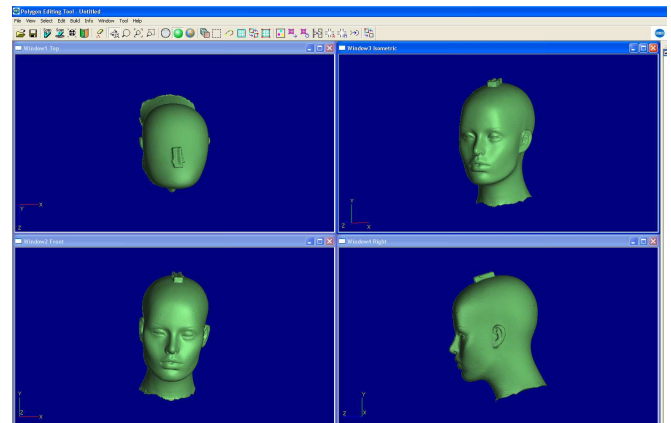 Polygon Editing Tool - Untitled
File View Select Edit Build Info Window Tool Help
Window1 Top
Window3 Isometric
Y X
Z
Y
Z X
Window2 Front
Window4 Right
Y
Z X
Y
Z X